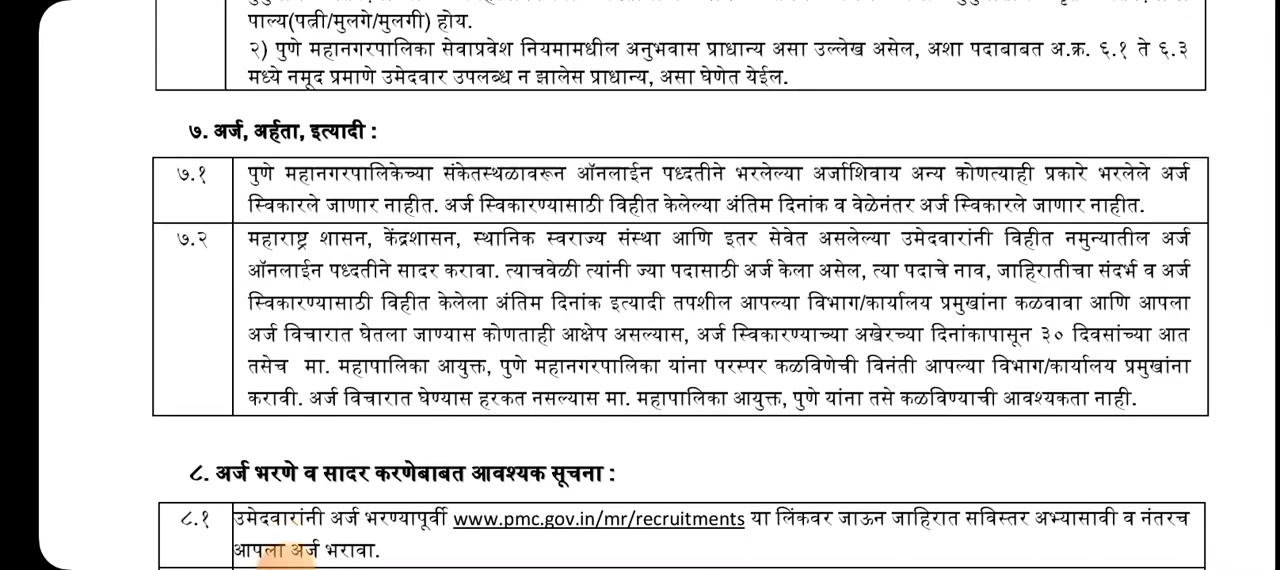 पाल्य(पत्नी/मुलगे/मुलगी) होय.
२) पुणे महानगरपालिका सेवाप्रवेश नियमामधील अनुभवास प्राधान्य असा उल्लेख असेल, अशा पदाबाबत अ.क्र. ६.१ ते ६.३
मध्ये नमूद प्रमाणे उमेदवार उपलब्ध न झालेस प्राधान्य, असा घेणेत येईल.
७. अर्ज, अर्हता, इत्यादी :
७.१ पुणे महानगरपालिकेच्या संकेतस्थळावरून ऑनलाईन पध्दतीने भरलेल्या अर्जाशिवाय अन्य कोणत्याही प्रकारे भरलेले अर्ज
स्विकारले जाणार नाहीत. अर्ज स्विकारण्यासाठी विहीत केलेल्या अंतिम दिनांक व वेळेनंतर अर्ज स्विकारले जाणार नाहीत.
७.२ महाराष्ट्र शासन, केंद्रशासन, स्थानिक स्वराज्य संस्था आणि इतर सेवेत असलेल्या उमेदवारांनी विहीत नमुन्यातील अर्ज
ऑनलाईन पध्दतीने सादर करावा. त्याचवेळी त्यांनी ज्या पदासाठी अर्ज केला असेल, त्या पदाचे नाव, जाहिरातीचा संदर्भ व अर्ज
स्विकारण्यासाठी विहीत केलेला अंतिम दिनांक इत्यादी तपशील आपल्या विभाग/कार्यालय प्रमुखांना कळवावा आणि आपला
अर्ज विचारात घेतला जाण्यास कोणताही आक्षेप असल्यास, अर्ज स्विकारण्याच्या अखेरच्या दिनांकापासून ३० दिवसांच्या आत
तसेच मा. महापालिका आयुक्त, पुणे महानगरपालिका यांना परस्पर कळविणेची विनंती आपल्या विभाग/कार्यालय प्रमुखांना
करावी. अर्ज विचारात घेण्यास हरकत नसल्यास मा. महापालिका आयुक्त, पुणे यांना तसे कळविण्याची आवश्यकता नाही.
८. अर्ज भरणे व सादर करणेबाबत आवश्यक सूचना :
८.१ उमेदवारांनी अर्ज भरण्यापूर्वी www.pmc.gov.in/mr/recruitments या लिंकवर जाऊन जाहिरात सविस्तर अभ्यासावी व नंतरच
आपला अर्ज भरावा.